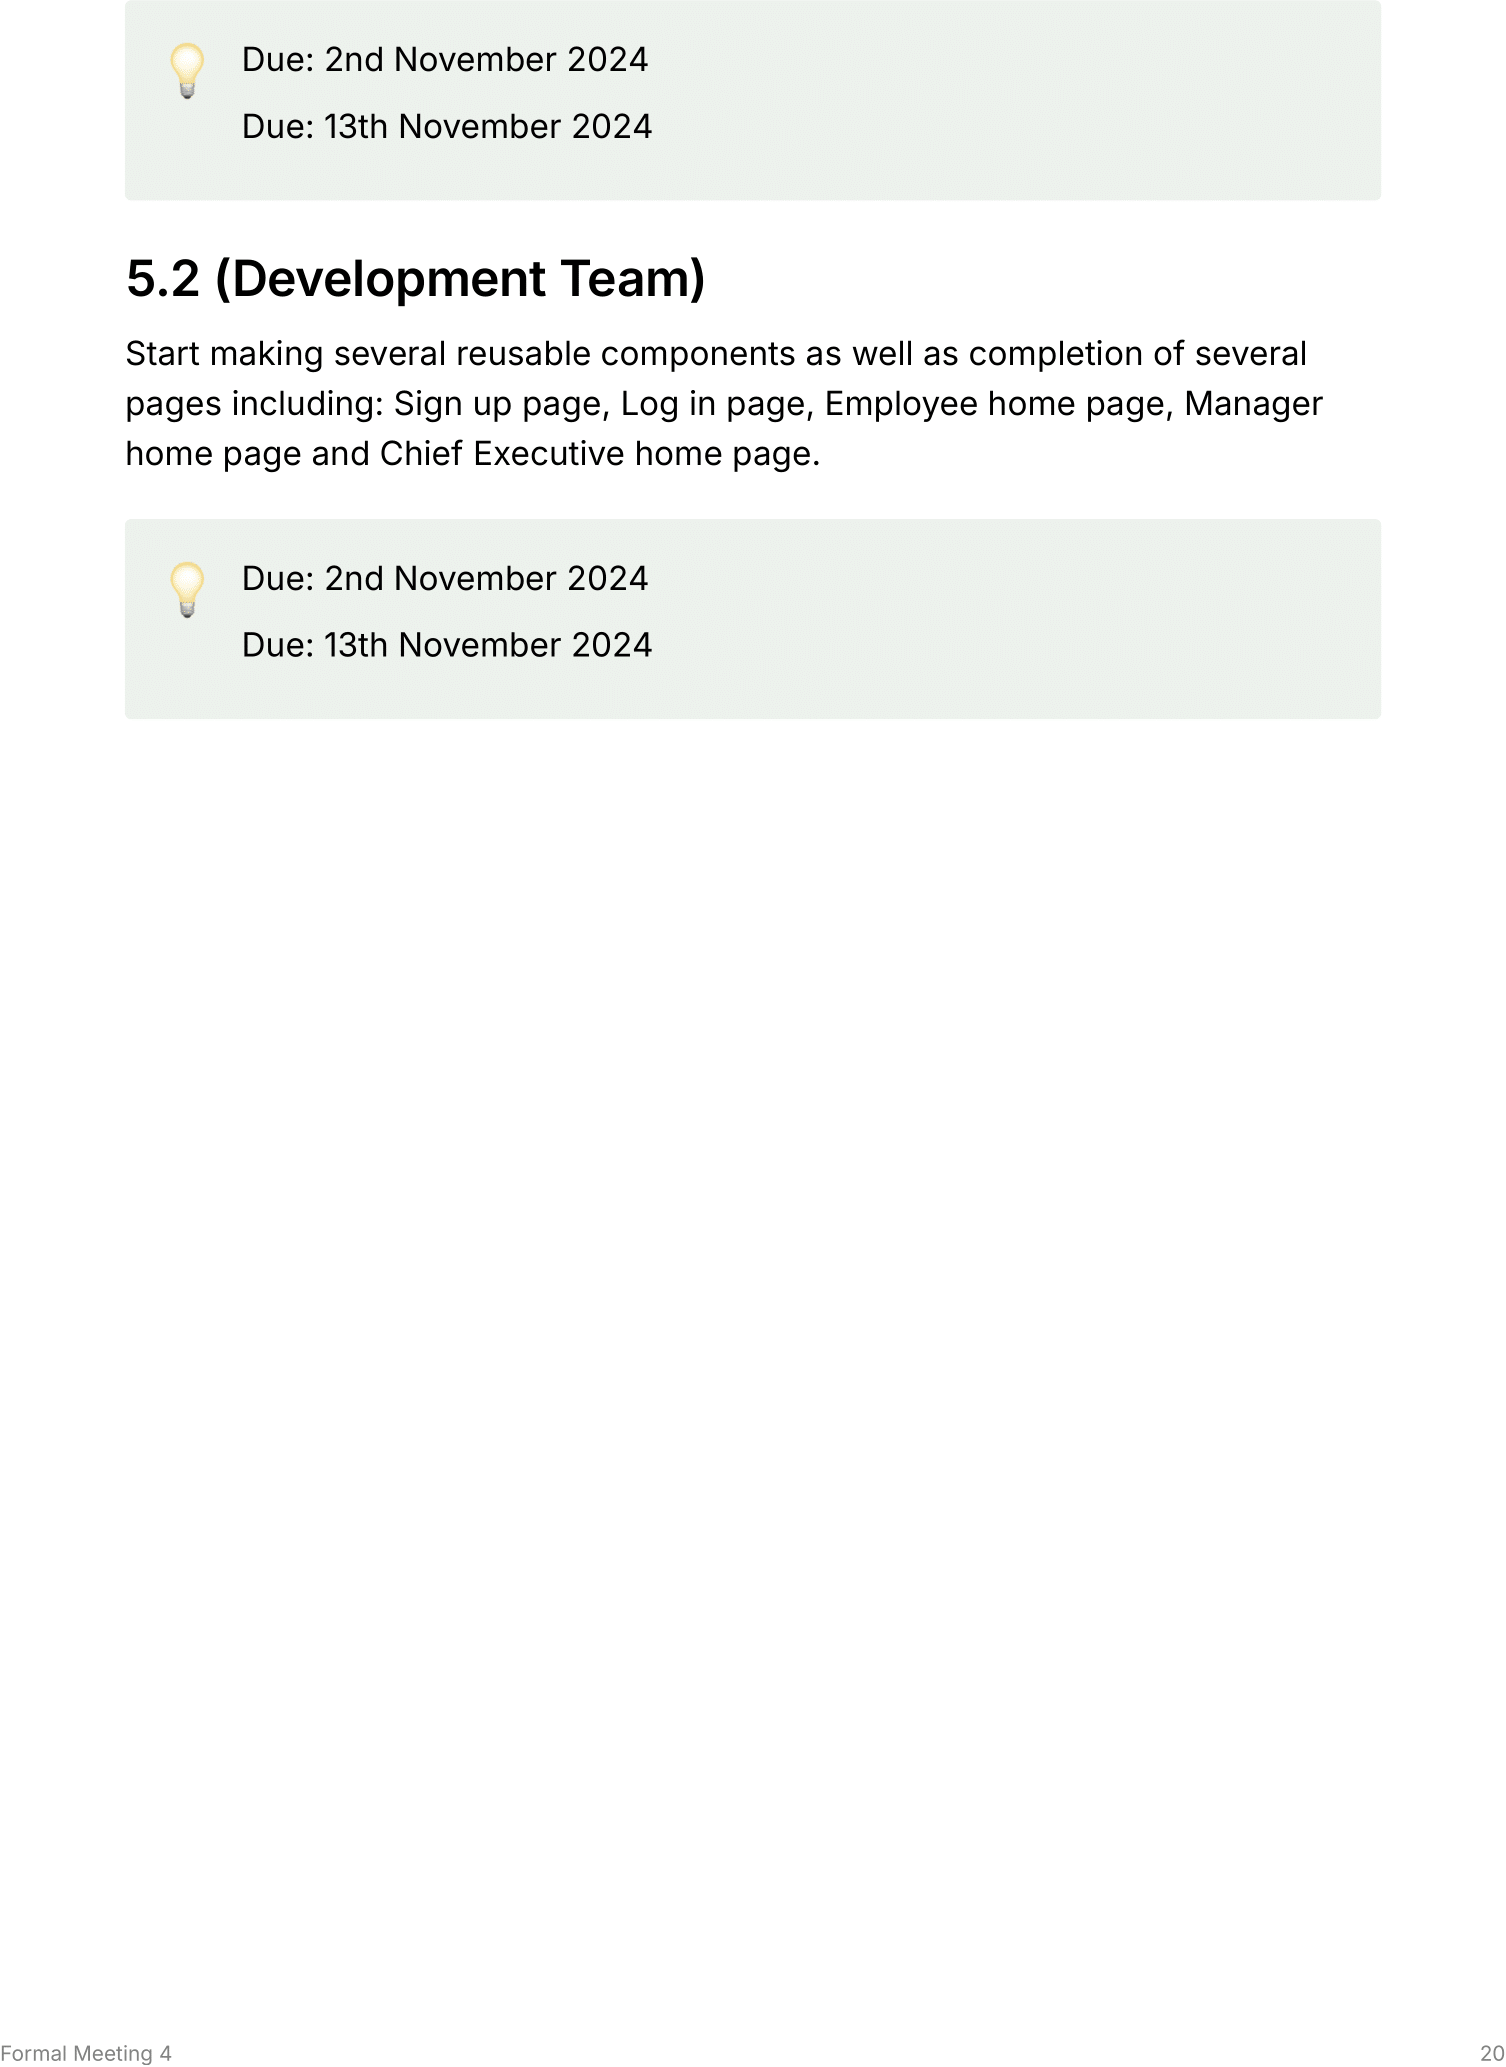 Due: 2nd November 2024
Due: 13th November 2024
5.2 (Development Team)
Start making several reusable components as well as completion of several
pages including: Sign up page, Log in page, Employee home page, Manager
home page and Chief Executive home page.
Due: 2nd November 2024
Due: 13th November 2024
Formal Meeting 4
20